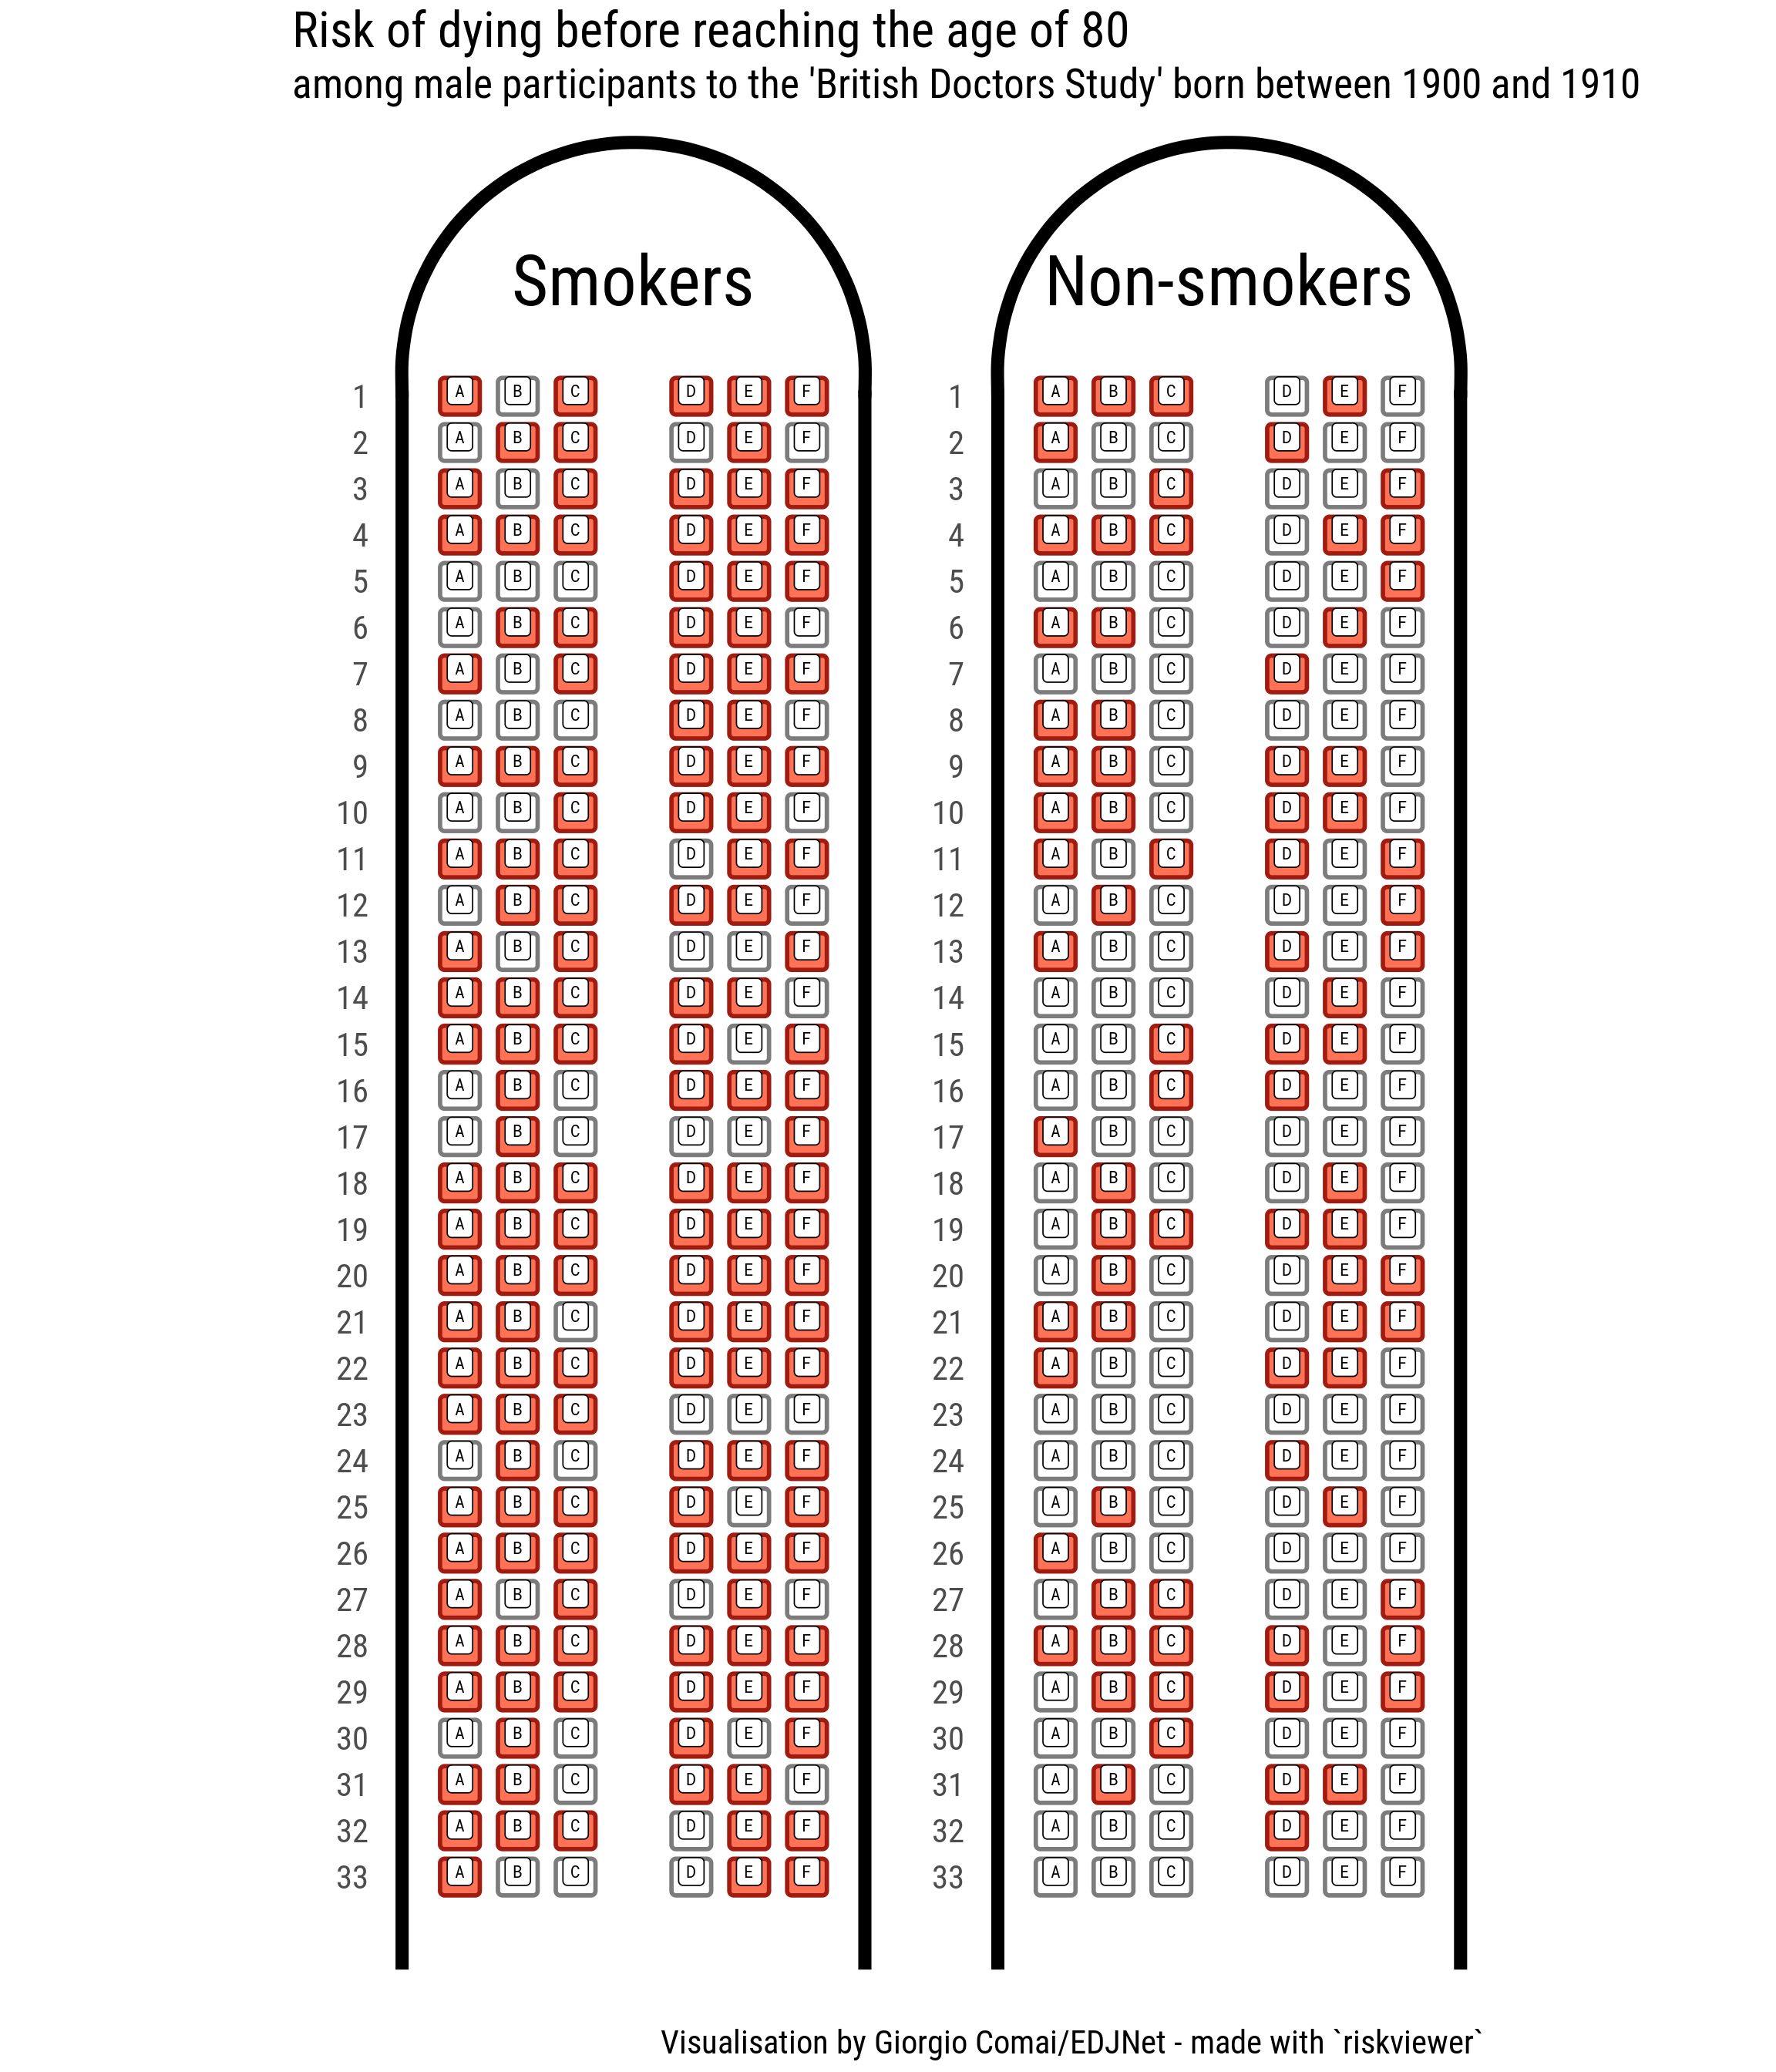 Risk of dying before reaching the age of 80
among male participants to the 'British Doctors Study' born between 1900 and 1910
Smokers Non-smokers
1 A B C D E F 1 A B C D E F
2 A B C D E F 2 A B C D E F
3 A B C D E F 3 A B C D E F
4 A B C D E F 4 A B C D E F
5 A B C D E F 5 A B C D E F
6 A B C D E F 6 A B C D E F
7 A B C D E F 7 A B C D E F
8 A B C D E F 8 A B C D E F
9 A B C D E F 9 A B C D E F
10 A B C D E F 10 A B C D E F
11 A B C D E F 11 A B C D E F
12 A B C D E F 12 A B C D E F
13 A B C D E F 13 A B C D E F
14 A B C D E F 14 A B C D E F
15 A B C D E F 15 A B C D E F
16 A B C D E F 16 A B C D E F
17 A B C D E F 17 A B C D E F
18 A B C D E F 18 A B C D E F
19 A B C D E F 19 A B C D E F
20 A B C D E F 20 A B C D E F
21 A B C D E F 21 A B C D E F
22 A B C D E F 22 A B C D E F
23 A B C D E F 23 A B C D E F
24 A B C D E F 24 A B C D E F
25 A B C D E F 25 A B C D E F
26 A B C D E F 26 A B C D E F
27 A B C D E F 27 A B C D E F
28 A B C D E F 28 A B C D E F
29 A B C D E F 29 A B C D E F
30 A B C D E F 30 A B C D E F
31 A B C D E F 31 A B C D E F
32 A B C D E F 32 A B C D E F
33 A B C D E F 33 A B C D E F
Visualisation by Giorgio Comai/EDJNet - made with `riskviewer`